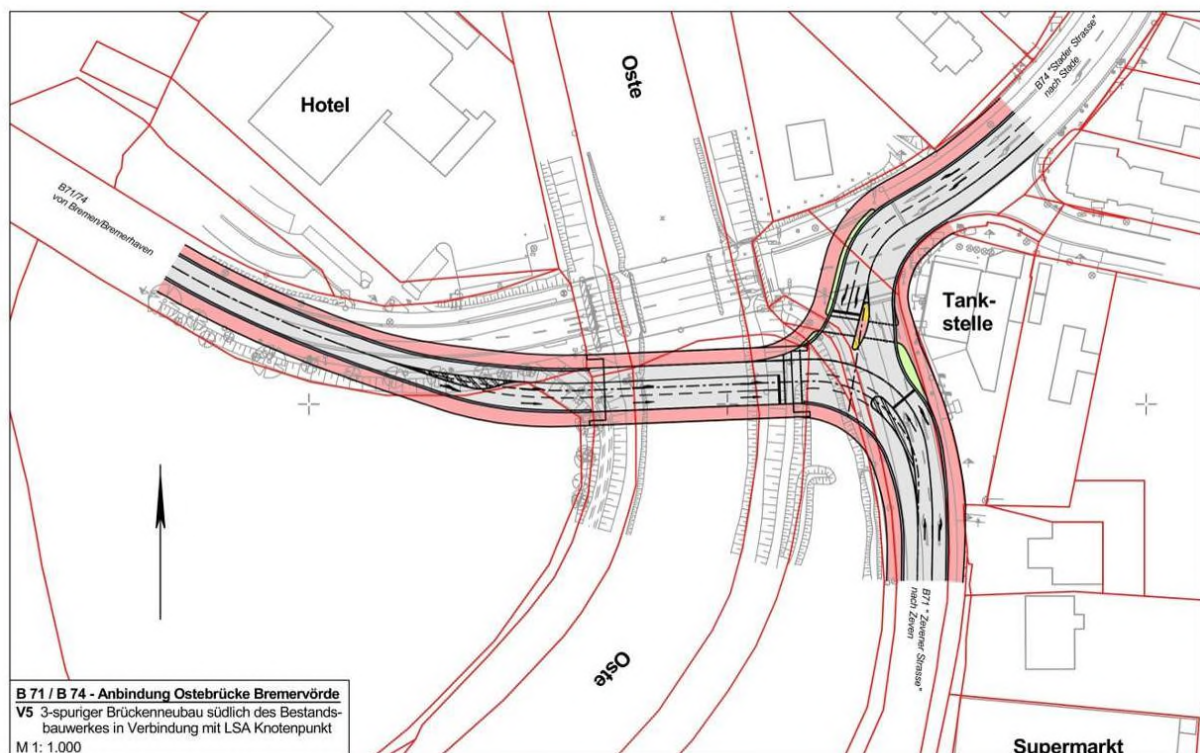 Hotel
Oste
B74 "Stader Strasse"
nach Stade
B71/74
von Bremen/Bremerhaven
Tank-
stelle
B71 " Zevener Strasse"
nach Zeven
Oste
Supermarkt
B 71 / B 74 - Anbindung Ostebrücke Bremervörde
V5 3-spuriger Brückenneubau südlich des Bestands-
bauwerkes in Verbindung mit LSA Knotenpunkt
M 1: 1.000